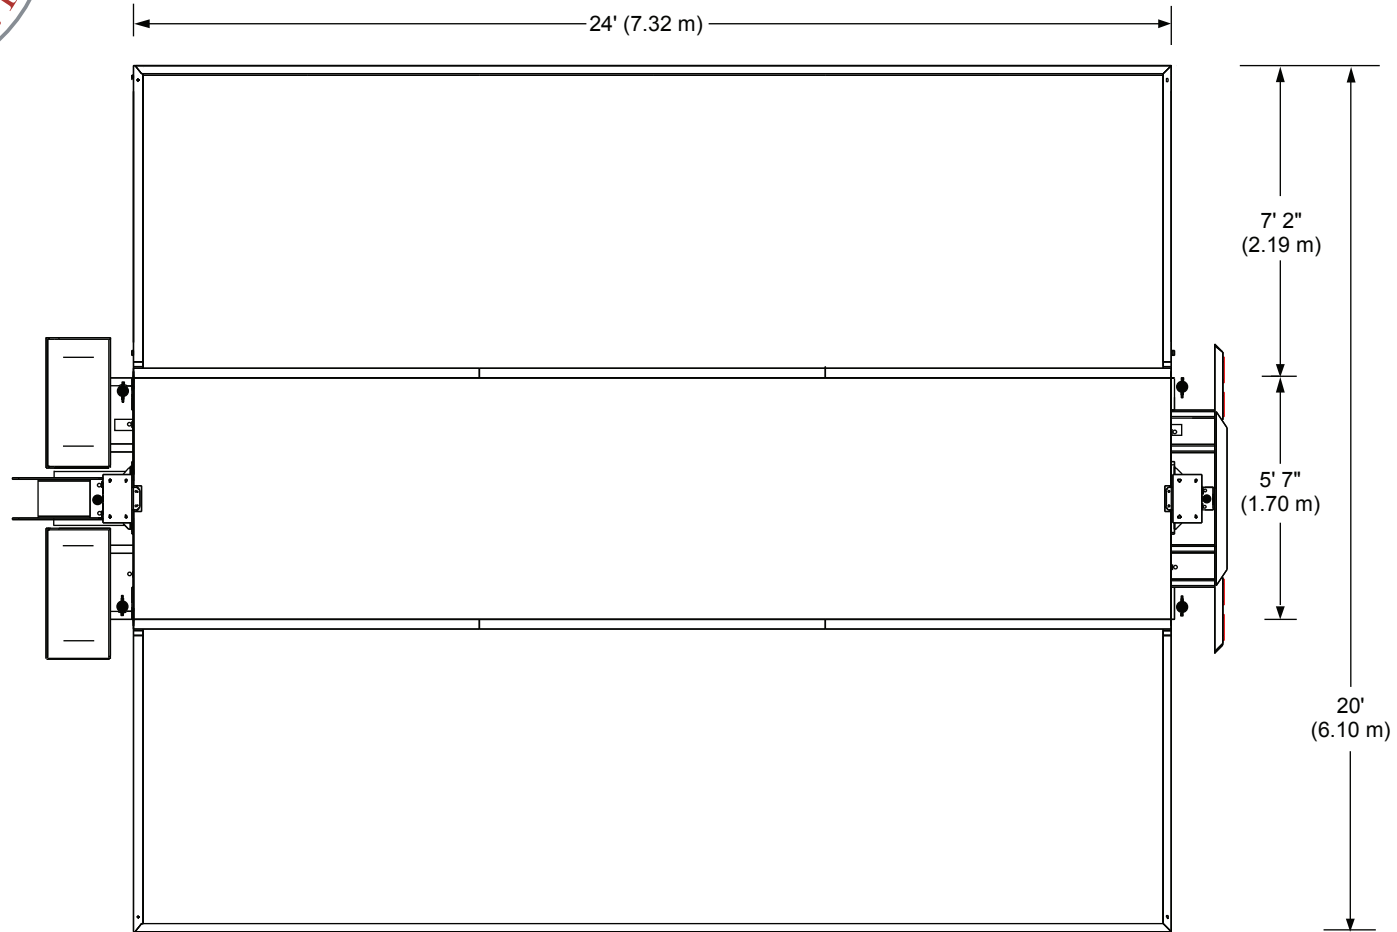 24' (7.32 m)
7' 2"
(2.19 m)
5' 7"
(1.70 m)
20'
(6.10 m)